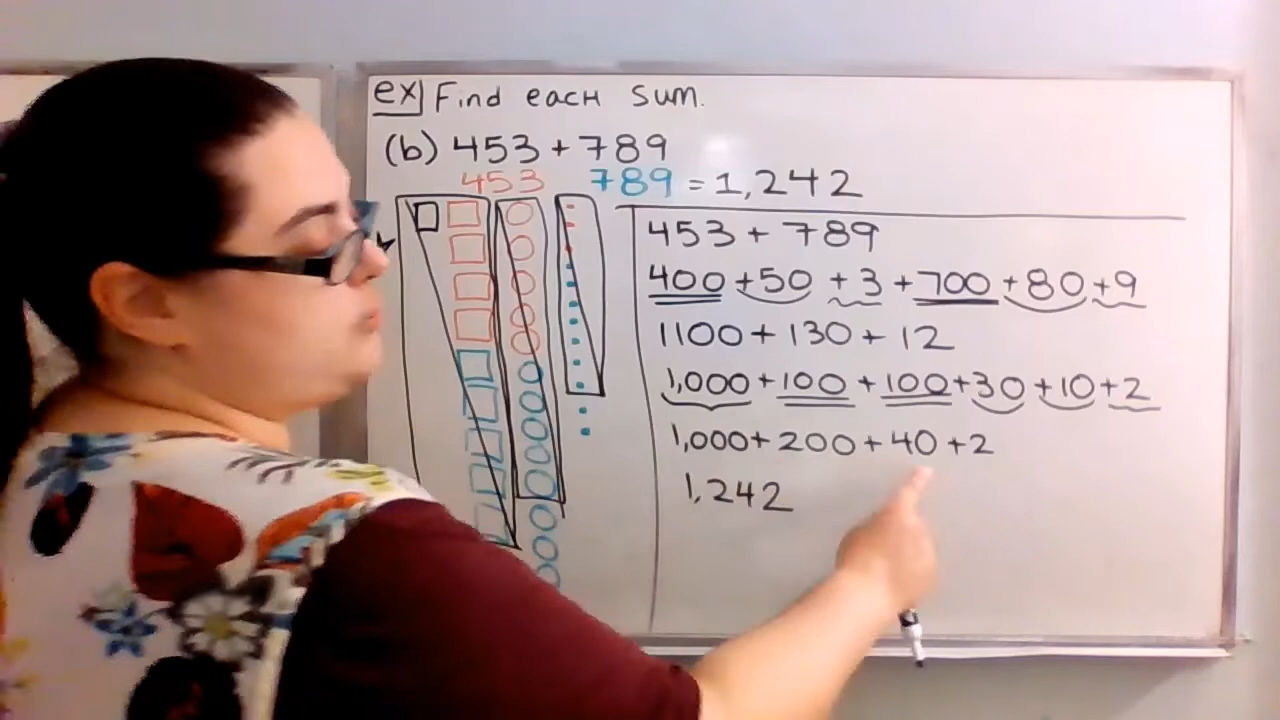 ex Find each sum.
(b) 453 + 789
453 789 = 1,242
453 + 789
400 + 50 + 3 + 700 + 80 + 9
1100 + 130 + 12
1,000 + 100 + 100 + 30 + 10 + 2
1,000 + 200 + 40 + 2
1,242